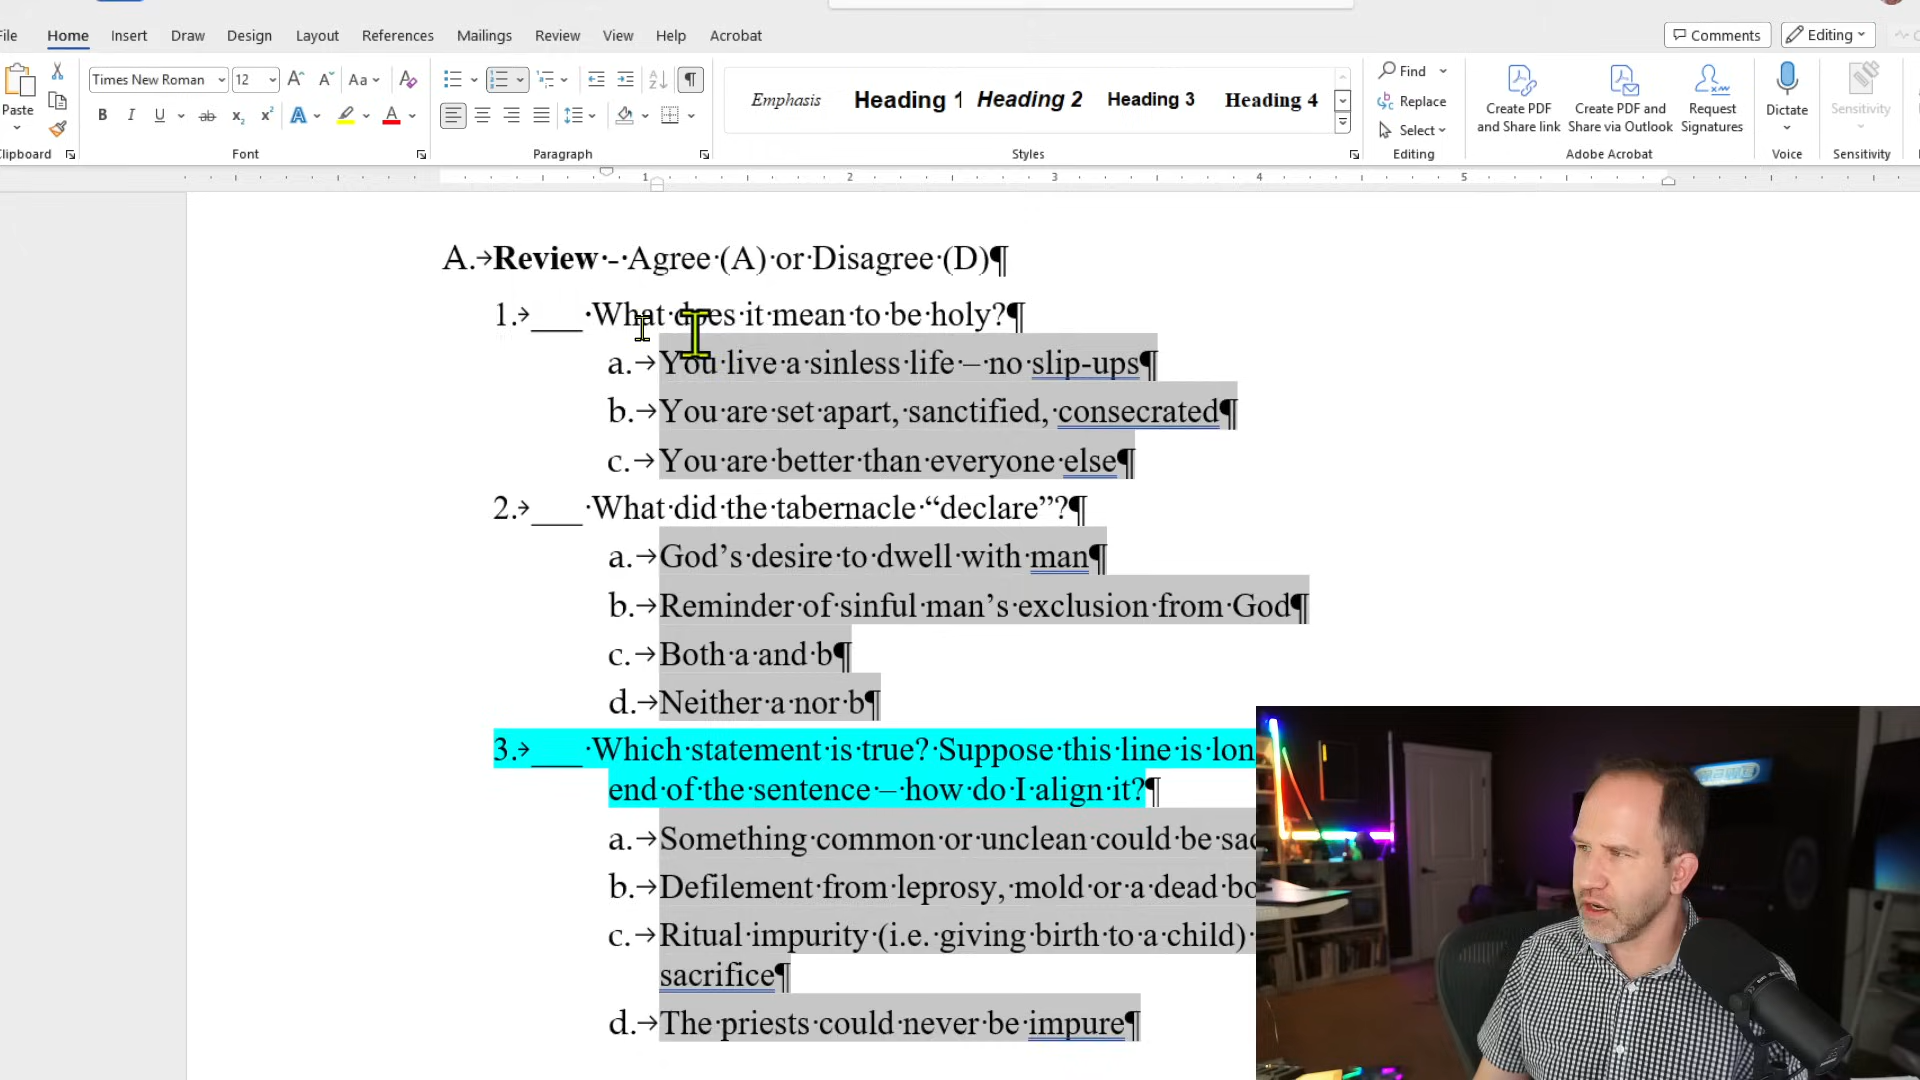 File Home Insert Draw Design Layout References Mailings Review View Help Acrobat Comments Editing
Times New Roman 12 Aa
Emphasis Heading 1 Heading 2 Heading 3 Heading 4
Find
Replace
Select
Paste
Create PDF and Share link
Create PDF and Share via Outlook
Request Signatures
Dictate
Sensitivity
Clipboard Font Paragraph Styles Editing Adobe Acrobat Voice Sensitivity
1 2 3 4 5
A. Review - Agree (A) or Disagree (D)¶
1. ___ What does it mean to be holy?¶
a. You live a sinless life – no slip-ups¶
b. You are set apart, sanctified, consecrated¶
c. You are better than everyone else¶
2. ___ What did the tabernacle “declare”?¶
a. God’s desire to dwell with man¶
b. Reminder of sinful man’s exclusion from God¶
c. Both a and b¶
d. Neither a nor b¶
3. ___ Which statement is true? Suppose this line is lon
end of the sentence – how do I align it?¶
a. Something common or unclean could be sac
b. Defilement from leprosy, mold or a dead bo
c. Ritual impurity (i.e. giving birth to a child)
sacrifice¶
d. The priests could never be impure¶